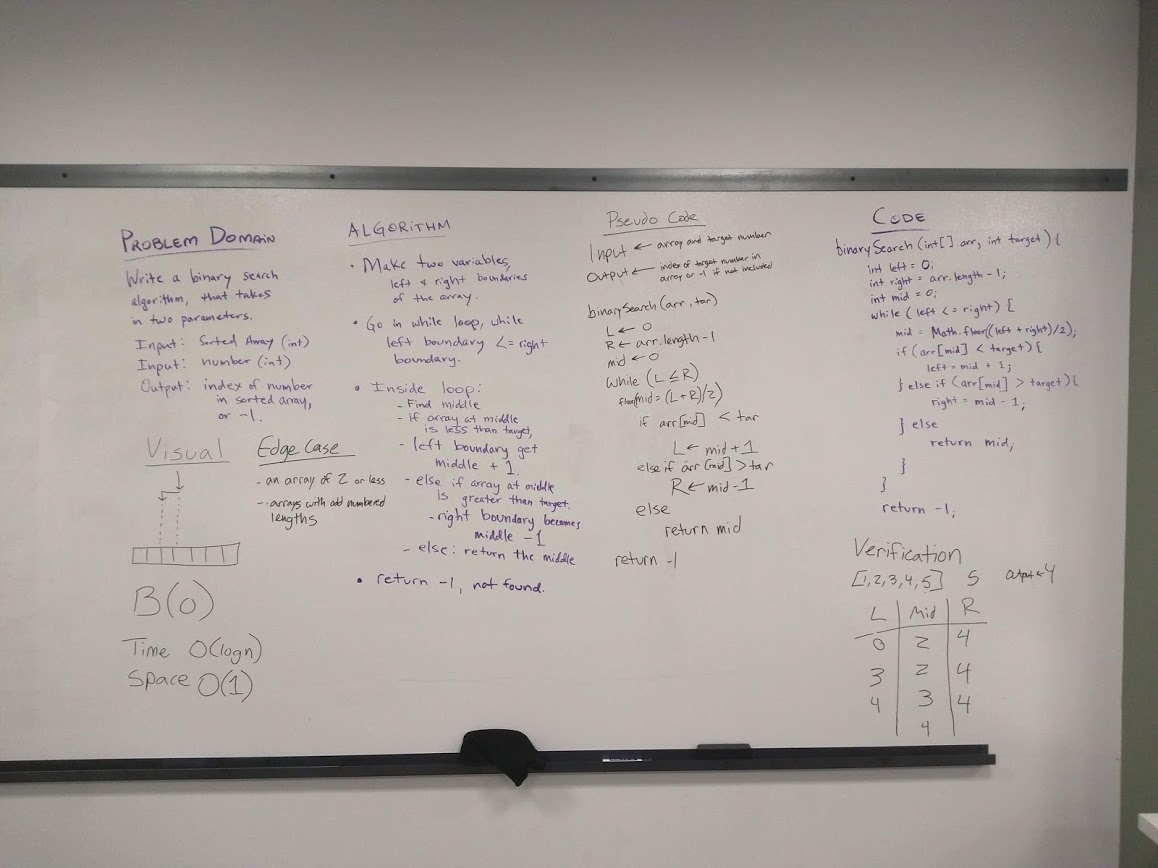 PROBLEM DOMAIN
Write a binary search
algorithm, that takes
in two parameters.
Input: Sorted Array (int)
Input: number (int)
Output: index of number
in sorted array,
or -1.
Visual
Edge Case
- an array of 2 or less
- arrays with odd numbered
lengths
B(O)
Time O(logn)
Space O(1)
ALGORITHM
• Make two variables,
left + right boundaries
of the array.
• Go in while loop, while
left boundary <= right
boundary.
• Inside loop:
- Find middle
- if array at middle
is less than target,
- left boundary get
middle + 1.
- else if array at middle
is greater than target.
- right boundary becomes
middle -1
- else: return the middle
• return -1, not found.
Pseudo Code
Input ← array and target number
Output ← index of target number in
array or -1 if not included
binarySearch(arr, tar)
L ← 0
R ← arr.length-1
mid ← 0
while (L ≤ R)
floor(mid = (L+R)/2)
if arr[mid] < tar
L ← mid+1
else if arr[mid] > tar
R ← mid-1
else
return mid
return -1
CODE
binarySearch(int[] arr, int target){
int left = 0;
int right = arr.length-1;
int mid = 0;
while (left <= right) {
mid = Math.floor((left + right)/2);
if (arr[mid] < target){
left = mid + 1;
} else if (arr[mid] > target){
right = mid - 1;
} else
return mid;
}
}
return -1;
Verification
[1,2,3,4,5] 5 output ← 4
L Mid R
0 2 4
3 2 4
4 3 4
4